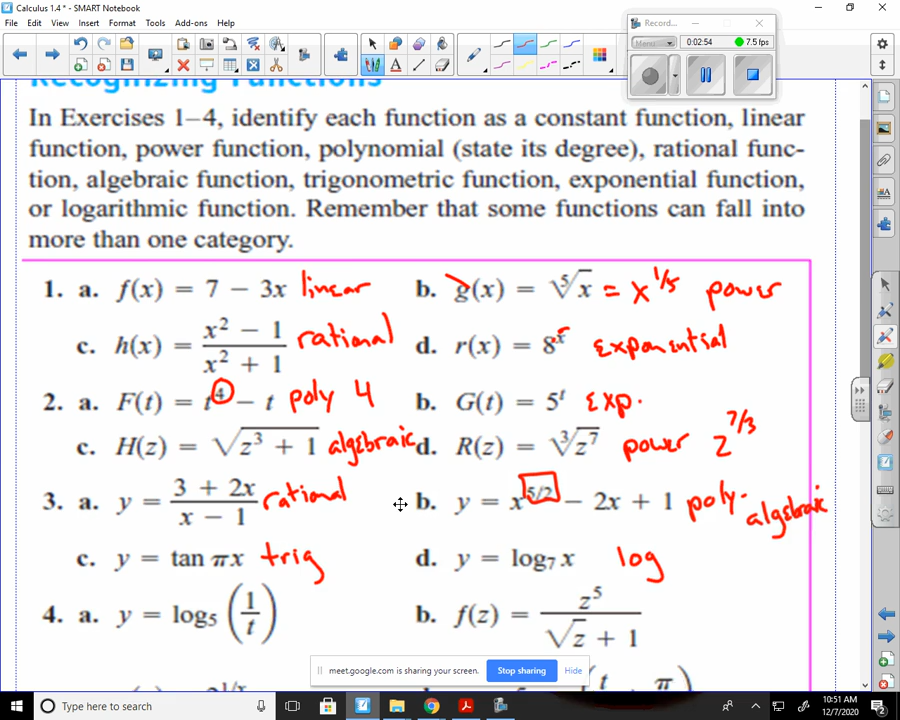 Calculus 1.4 * - SMART Notebook
File Edit View Insert Format Tools Add-ons Help
Record...
Menu 0:02:54 7.5 fps
Recognizing Functions
In Exercises 1–4, identify each function as a constant function, linear
function, power function, polynomial (state its degree), rational func-
tion, algebraic function, trigonometric function, exponential function,
or logarithmic function. Remember that some functions can fall into
more than one category.
1. a. f(x) = 7 − 3x linear b. g(x) = ⁵√x = x^1/5 power
c. h(x) = (x² − 1)/(x² + 1) rational d. r(x) = 8ˣ exponential
2. a. F(t) = t⁴ − t poly 4 b. G(t) = 5ᵗ Exp.
c. H(z) = √(z³ + 1) algebraic d. R(z) = ³√z⁷ power z^7/3
3. a. y = (3 + 2x)/(x − 1) rational b. y = x^5/2 − 2x + 1 poly- algebraic
c. y = tan πx trig d. y = log₇ x log
4. a. y = log₅ (1/t) b. f(z) = z⁵/(√z + 1)
meet.google.com is sharing your screen. Stop sharing Hide
Type here to search
10:51 AM
12/7/2020
2